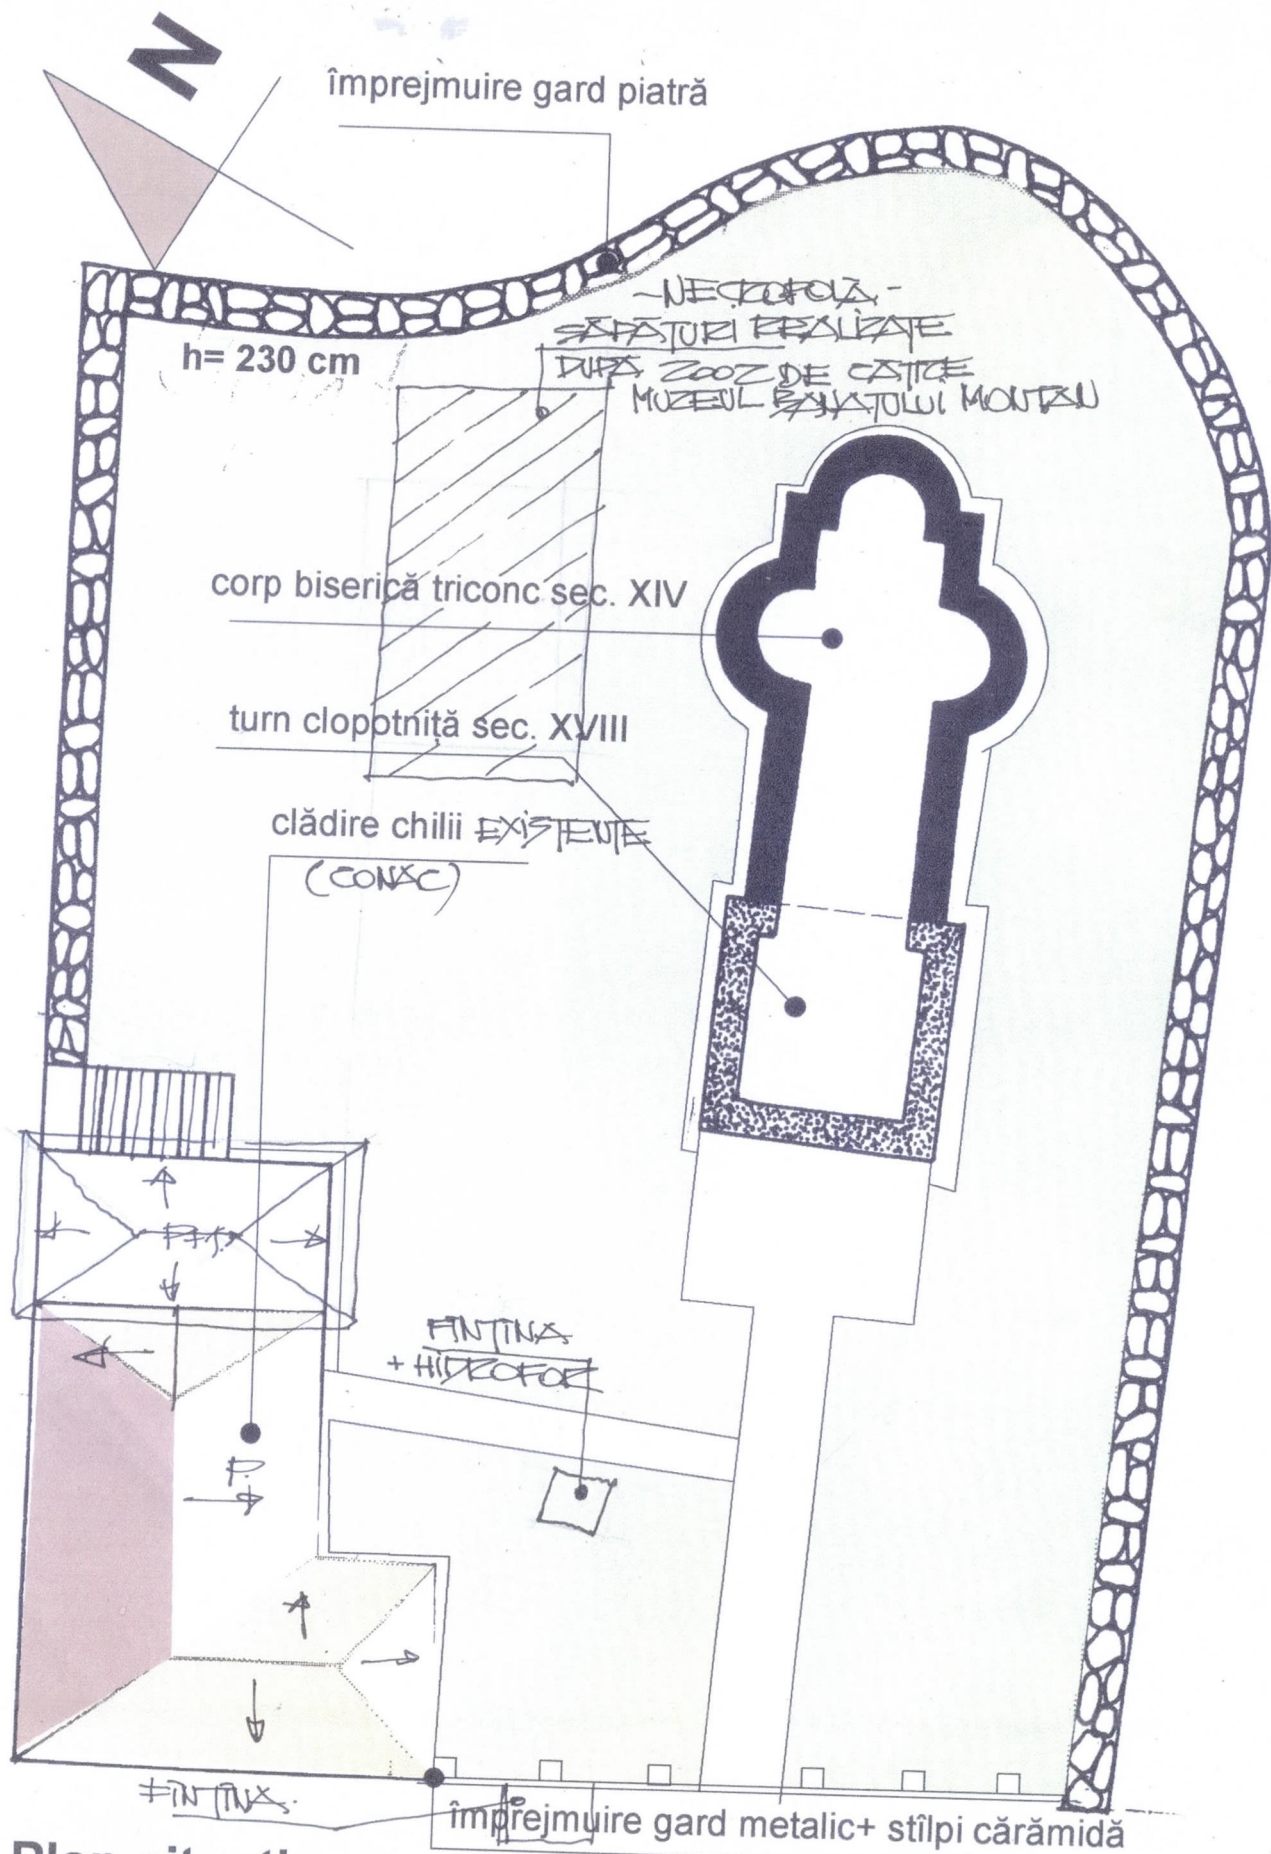 N
împrejmuire gard piatră
-NECROPOLĂ-
SĂPĂTURI REALIZATE
DUPĂ 2002 DE CĂTRE
MUZEUL BANATULUI MONTAN
h= 230 cm
corp biserică triconc sec. XIV
turn clopotniță sec. XVIII
clădire chilii EXISTENTE
(CONAC)
FINTINA
+ HIDROFOR
P.
FINTINA.
împrejmuire gard metalic+ stîlpi cărămidă